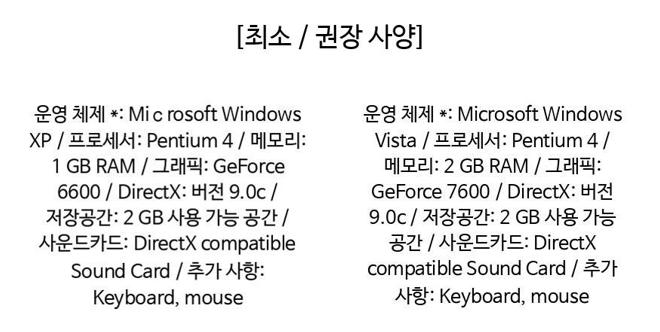 [최소 / 권장 사양]
운영 체제 *: Miｃrosoft Windows
XP / 프로세서: Pentium 4 / 메모리:
1 GB RAM / 그래픽: GeForce
6600 / DirectX: 버전 9.0c /
저장공간: 2 GB 사용 가능 공간 /
사운드카드: DirectX compatible
Sound Card / 추가 사항:
Keyboard, mouse
운영 체제 *: Microsoft Windows
Vista / 프로세서: Pentium 4 /
메모리: 2 GB RAM / 그래픽:
GeForce 7600 / DirectX: 버전
9.0c / 저장공간: 2 GB 사용 가능
공간 / 사운드카드: DirectX
compatible Sound Card / 추가
사항: Keyboard, mouse